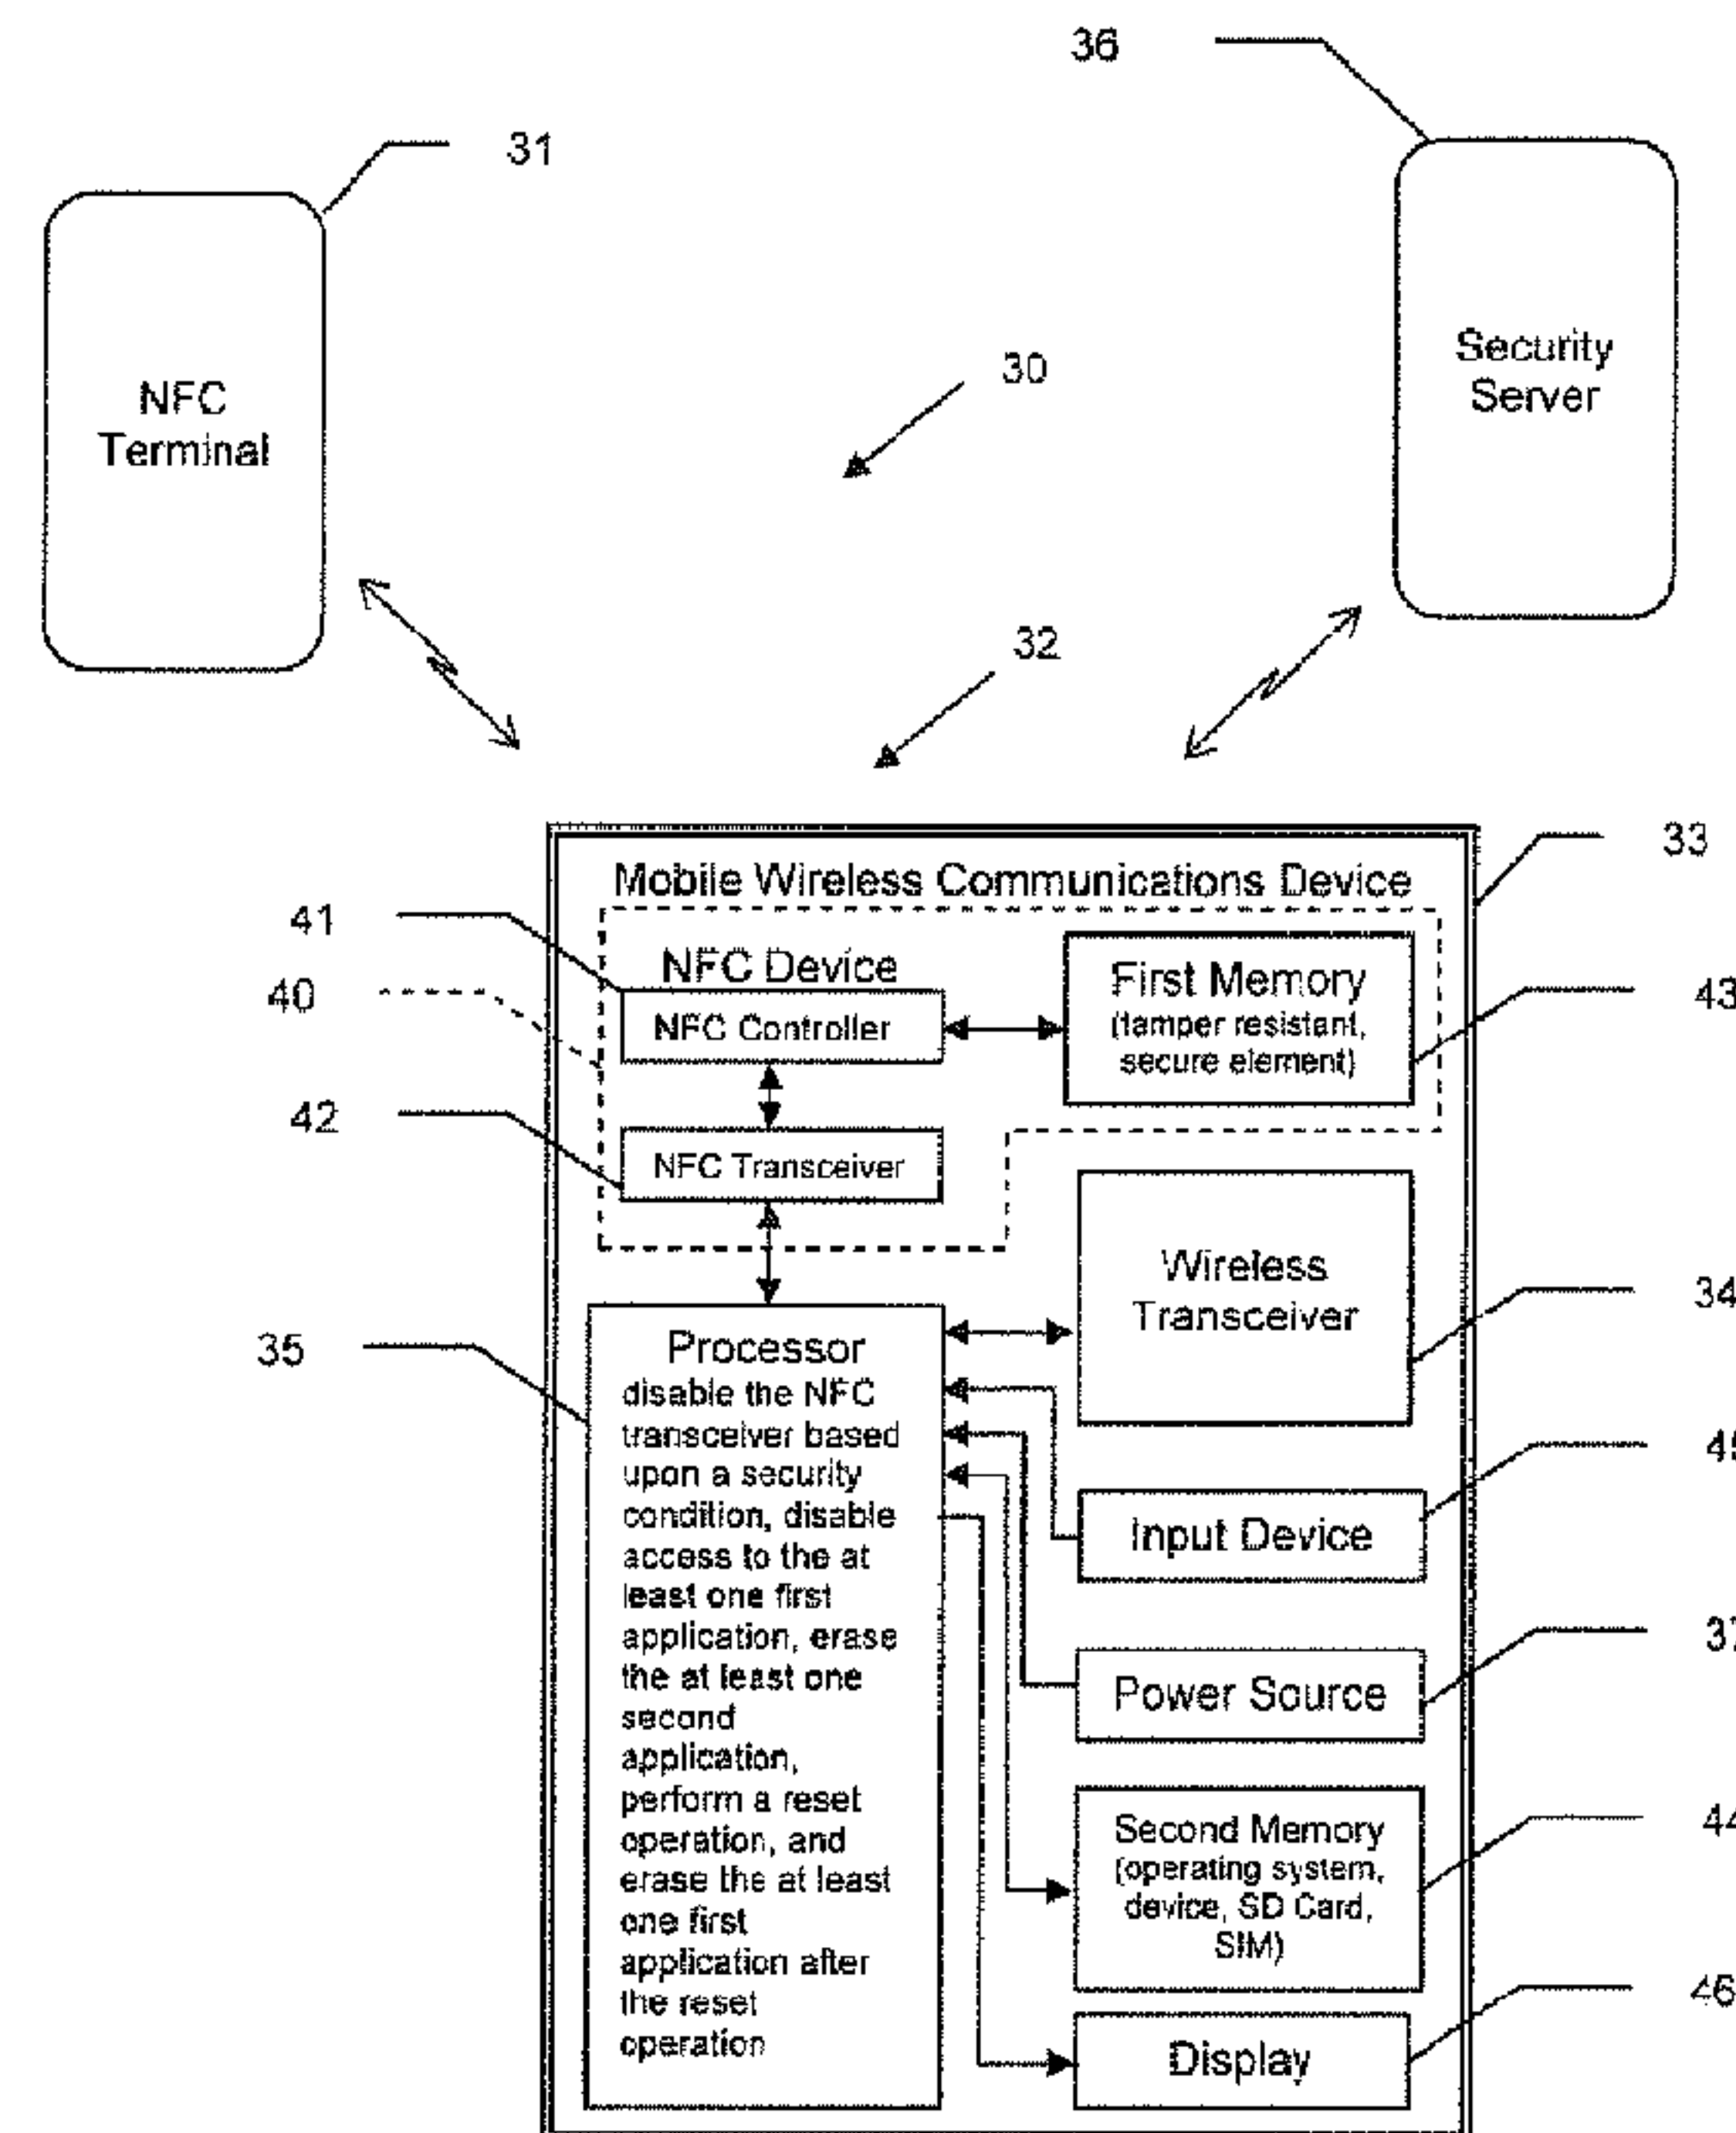 36
31
NFC
Terminal
Security
Server
30
32
33
Mobile Wireless Communications Device
41
NFC Device
First Memory
(tamper resistant,
secure element)
43
40
NFC Controller
42
NFC Transceiver
Wireless
Transceiver
34
35
Processor
disable the NFC
transceiver based
upon a security
condition, disable
access to the at
least one first
application, erase
the at least one
second
application,
perform a reset
operation, and
erase the at least
one first
application after
the reset
operation
Input Device
Power Source
37
Second Memory
(operating system,
device, SD Card,
SIM)
44
Display
46